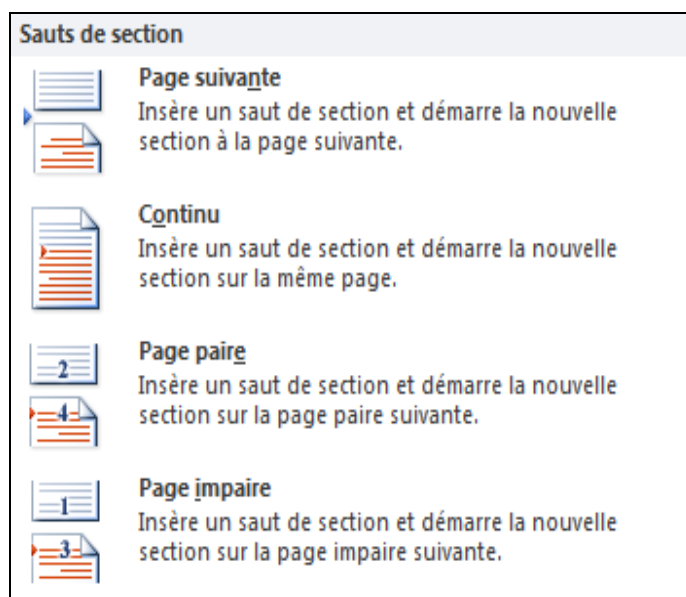 Sauts de section
Page suivante
Insère un saut de section et démarre la nouvelle
section à la page suivante.
Continu
Insère un saut de section et démarre la nouvelle
section sur la même page.
2
Page paire
Insère un saut de section et démarre la nouvelle
4
section sur la page paire suivante.
1
Page impaire
Insère un saut de section et démarre la nouvelle
3
section sur la page impaire suivante.